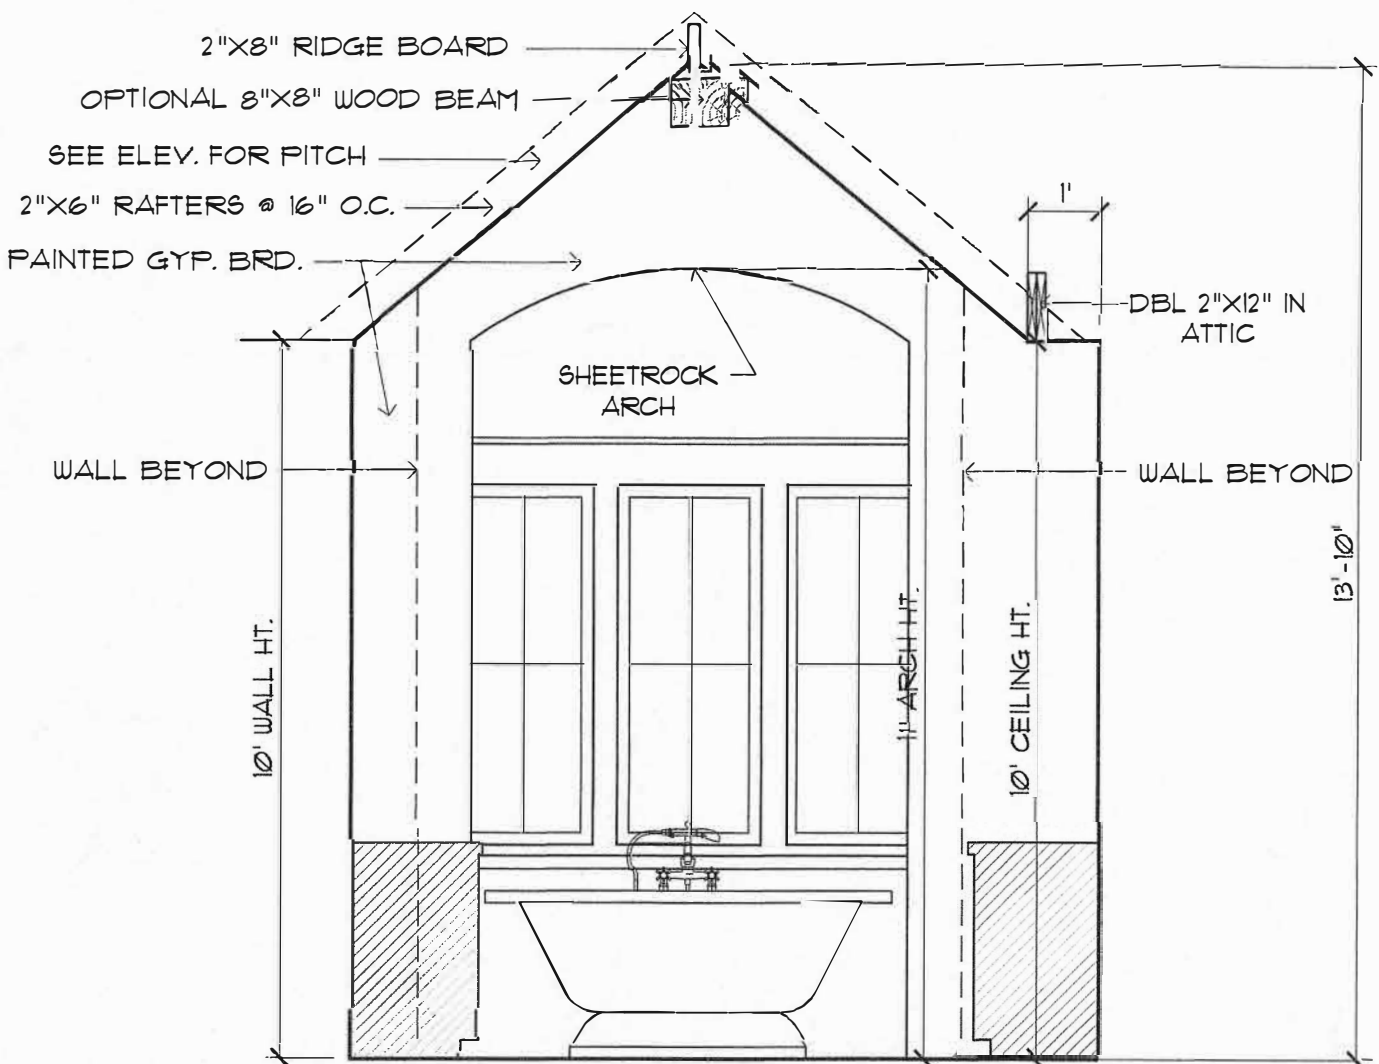 2"X8" RIDGE BOARD
OPTIONAL 8"X8" WOOD BEAM
SEE ELEV. FOR PITCH
2"X6" RAFTERS @ 16" O.C.
PAINTED GYP. BRD.
1'
DBL 2"X12" IN
ATTIC
SHEETROCK
ARCH
WALL BEYOND
WALL BEYOND
10' WALL HT.
11' ARCH HT.
10' CEILING HT.
13'-10"